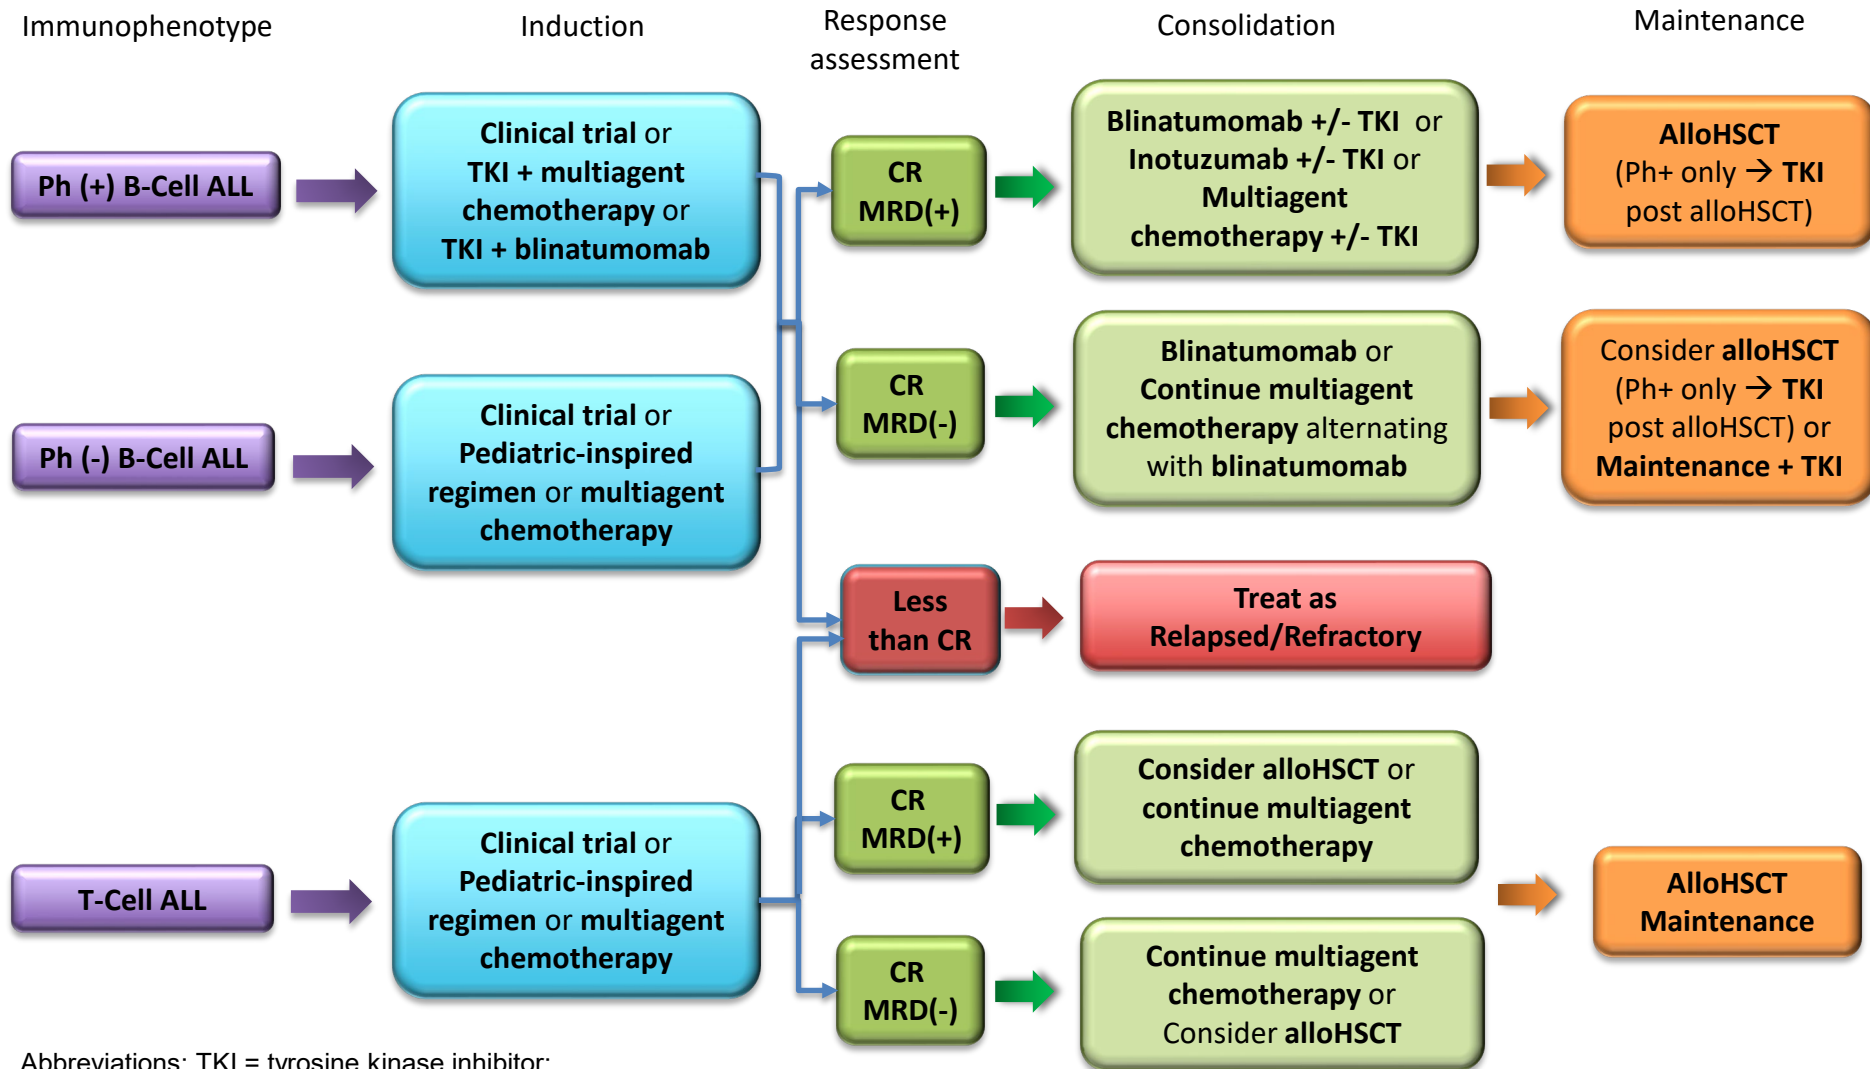 Immunophenotype
Induction
Response
assessment
Consolidation
Maintenance
Ph (+) B-Cell ALL
Clinical trial or
TKI + multiagent
chemotherapy or
TKI + blinatumomab
CR
MRD(+)
Blinatumomab +/- TKI or
Inotuzumab +/- TKI or
Multiagent
chemotherapy +/- TKI
AlloHSCT
(Ph+ only → TKI
post alloHSCT)
Ph (-) B-Cell ALL
Clinical trial or
Pediatric-inspired
regimen or multiagent
chemotherapy
CR
MRD(-)
Blinatumomab or
Continue multiagent
chemotherapy alternating
with blinatumomab
Consider alloHSCT
(Ph+ only → TKI
post alloHSCT) or
Maintenance + TKI
Less
than CR
Treat as
Relapsed/Refractory
T-Cell ALL
Clinical trial or
Pediatric-inspired
regimen or multiagent
chemotherapy
CR
MRD(+)
Consider alloHSCT or
continue multiagent
chemotherapy
CR
MRD(-)
Continue multiagent
chemotherapy or
Consider alloHSCT
AlloHSCT
Maintenance
Abbreviations: TKI = tyrosine kinase inhibitor;